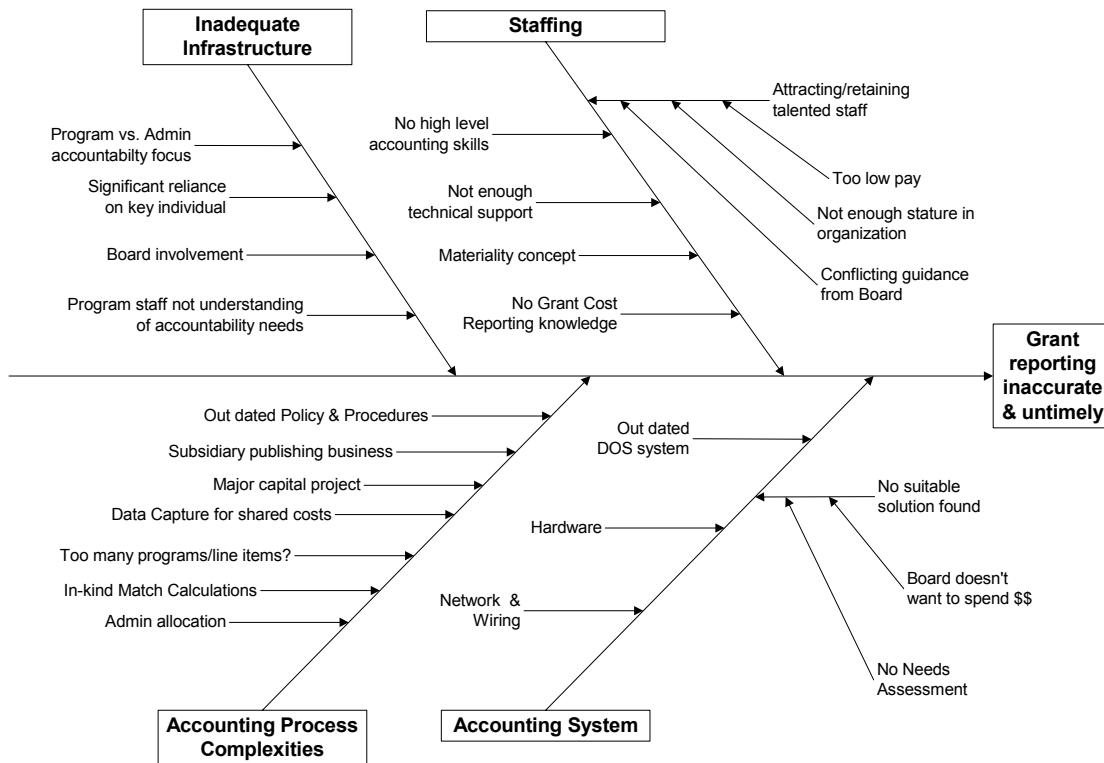 Inadequate
Infrastructure
Program vs. Admin
accountabilty focus
Significant reliance
on key individual
Board involvement
Program staff not understanding
of accountability needs
Staffing
No high level
accounting skills
Not enough
technical support
Materiality concept
No Grant Cost
Reporting knowledge
Attracting/retaining
talented staff
Too low pay
Not enough stature in
organization
Conflicting guidance
from Board
Grant
reporting
inaccurate
& untimely
Out dated Policy & Procedures
Subsidiary publishing business
Major capital project
Data Capture for shared costs
Too many programs/line items?
In-kind Match Calculations
Admin allocation
Accounting Process
Complexities
Out dated
DOS system
Hardware
Network &
Wiring
No suitable
solution found
Board doesn't
want to spend $$
No Needs
Assessment
Accounting System